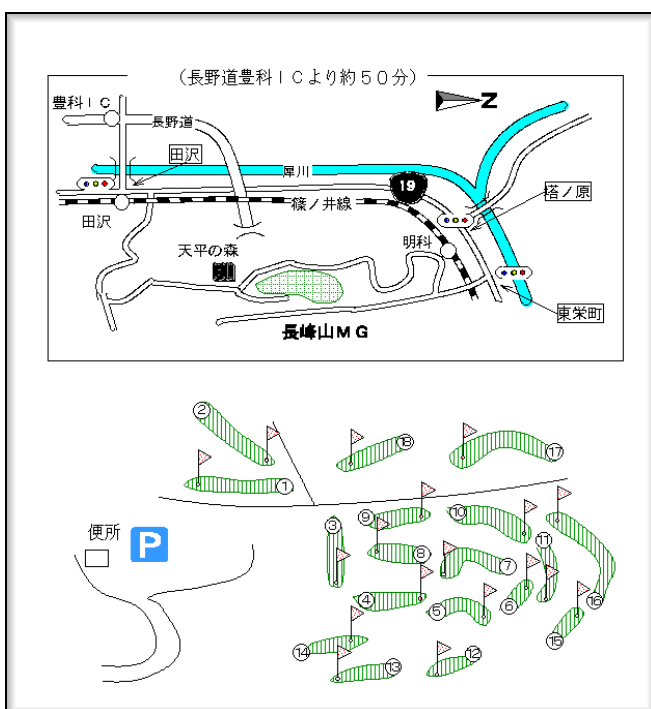 (長野道豊科ICより約50分)
豊科IC
長野道
Z
田沢
犀川
19
塔ノ原
田沢
篠ノ井線
天平の森
明科
東栄町
長峰山MG
②
⑱
⑰
①
便所
P
③
⑨
⑩
⑪
⑧
⑦
④
⑤
⑥
⑯
⑮
⑭
⑬
⑫